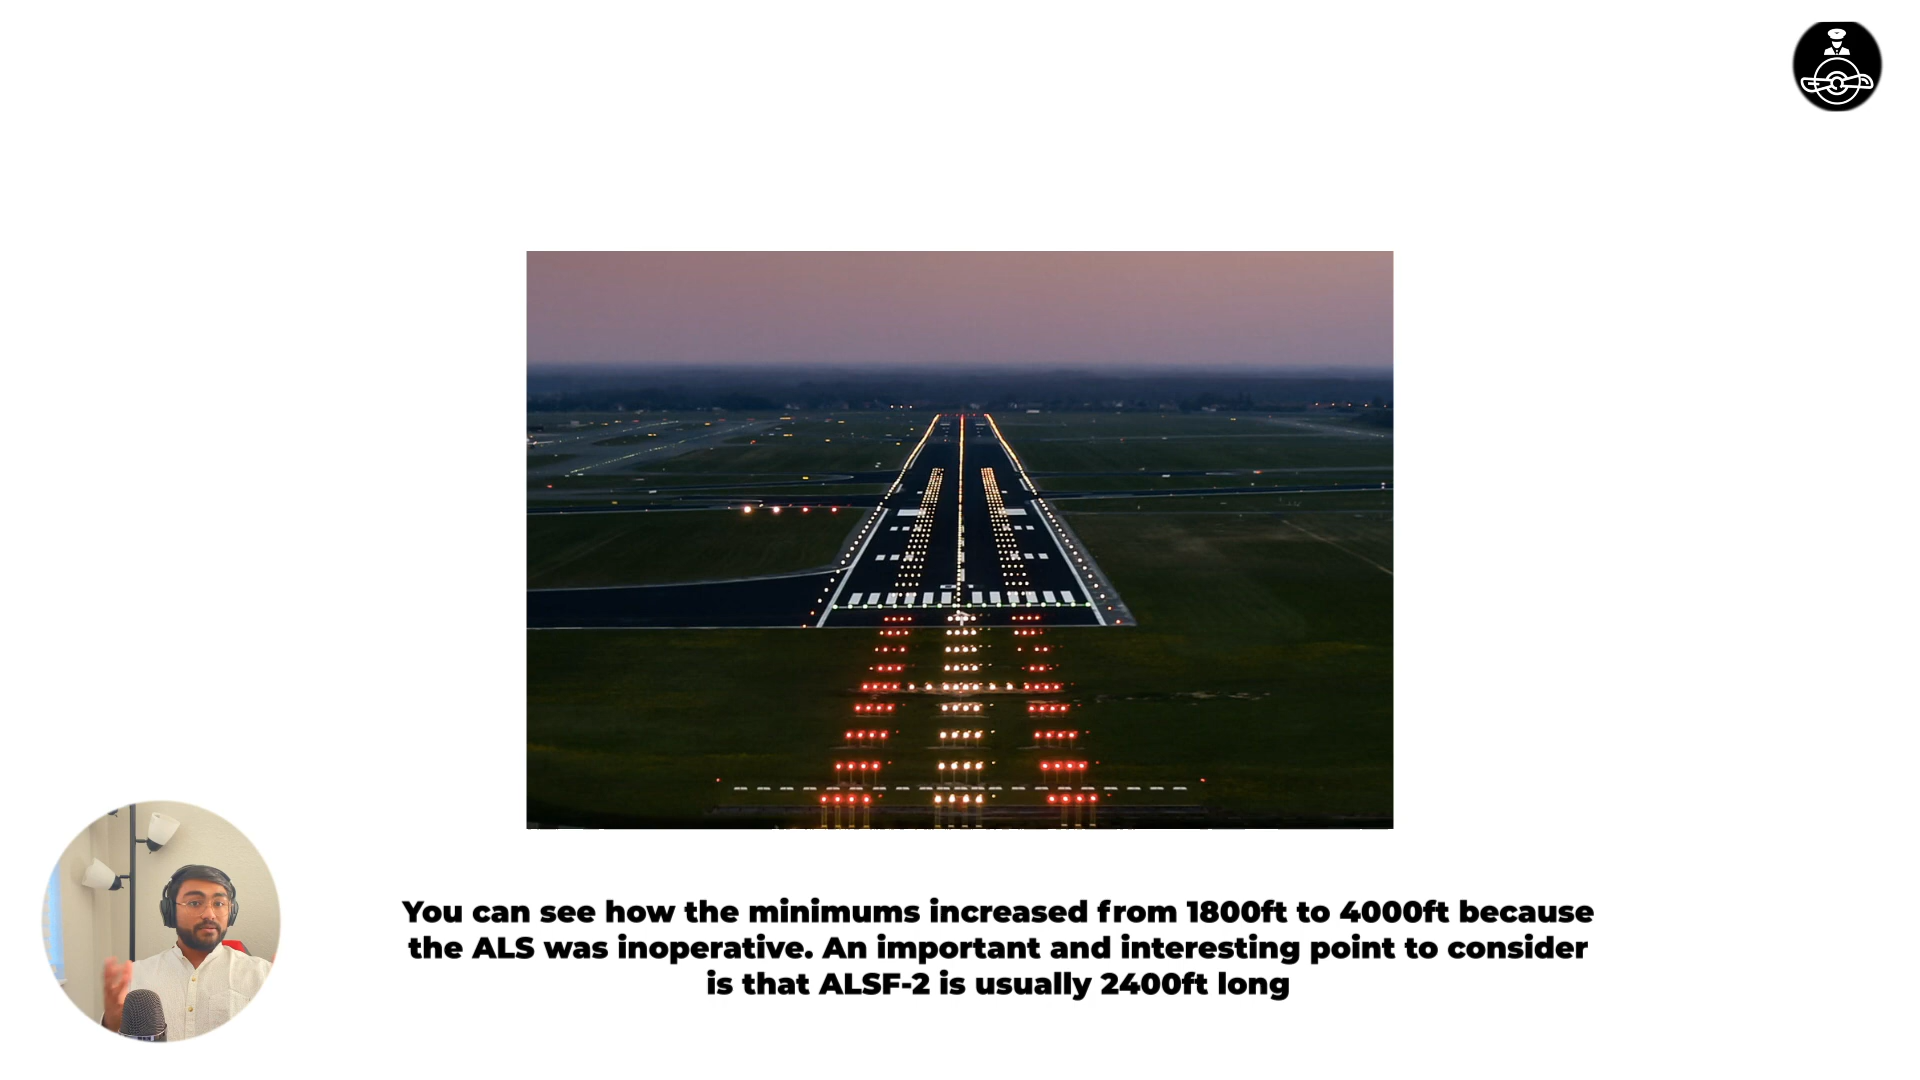 You can see how the minimums increased from 1800ft to 4000ft because
the ALS was inoperative. An important and interesting point to consider
is that ALSF-2 is usually 2400ft long